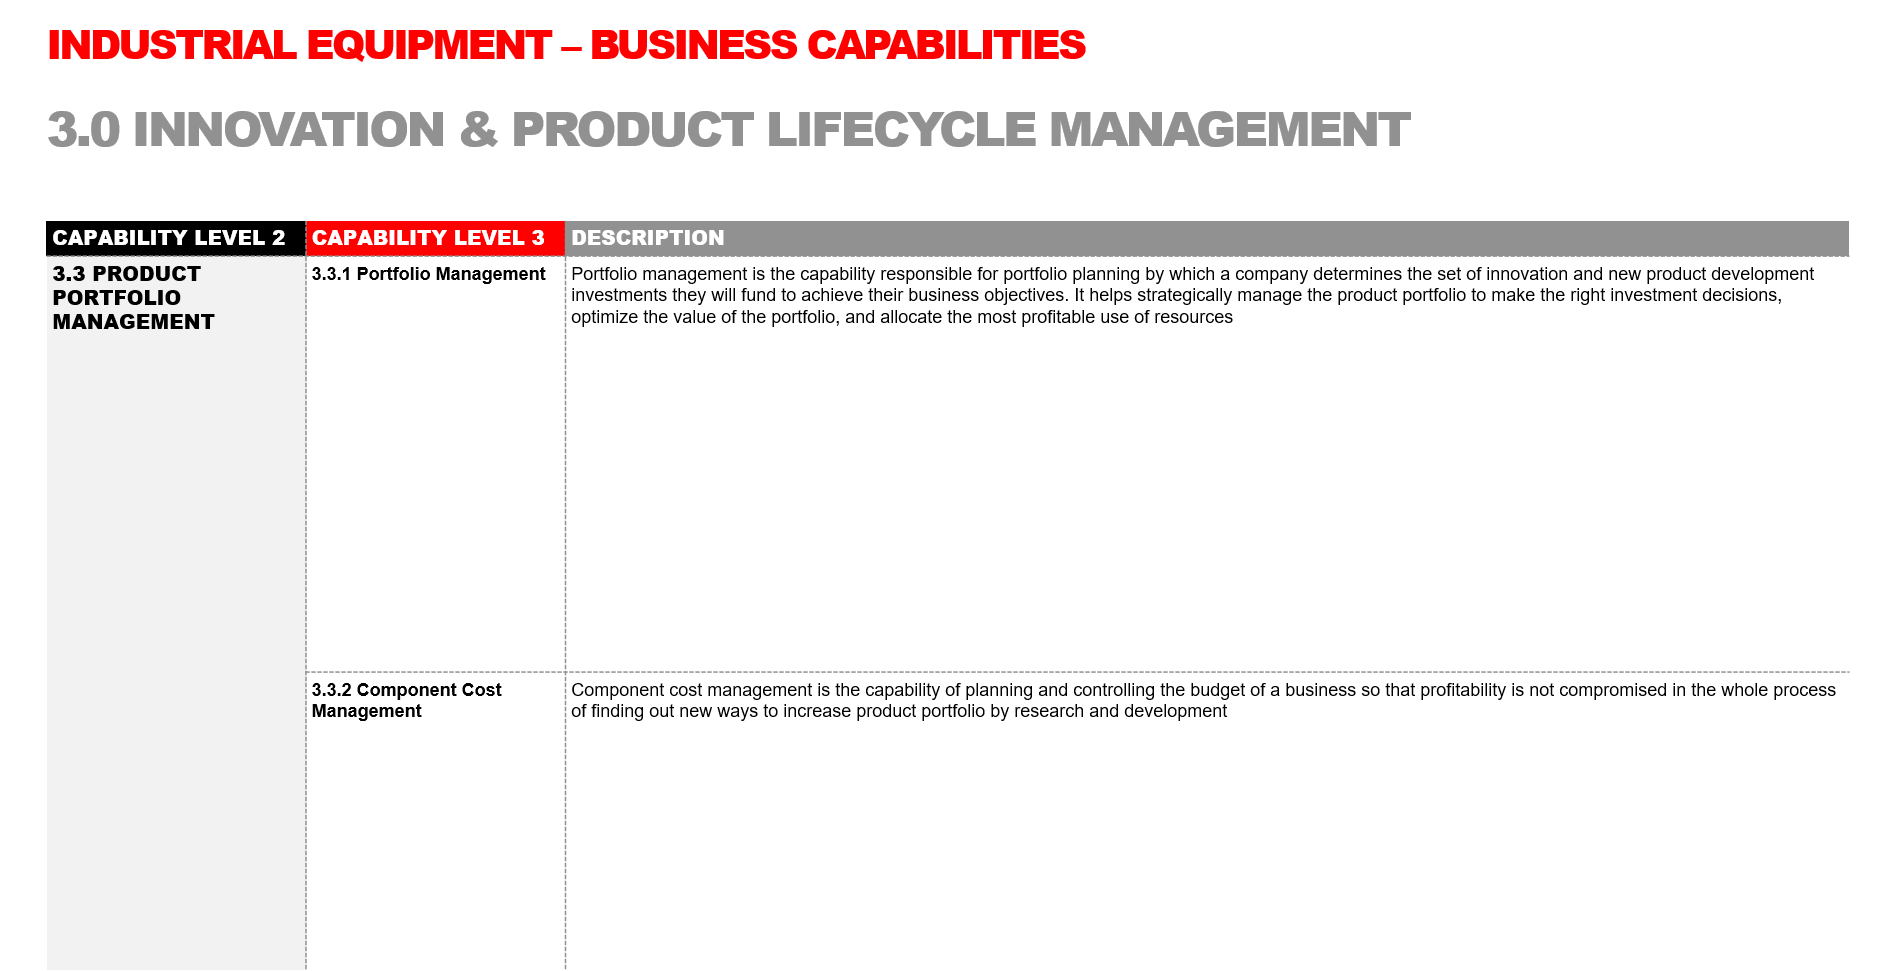 INDUSTRIAL EQUIPMENT – BUSINESS CAPABILITIES
3.0 INNOVATION & PRODUCT LIFECYCLE MANAGEMENT
CAPABILITY LEVEL 2
CAPABILITY LEVEL 3
DESCRIPTION
3.3 PRODUCT
PORTFOLIO
MANAGEMENT
3.3.1 Portfolio Management
Portfolio management is the capability responsible for portfolio planning by which a company determines the set of innovation and new product development
investments they will fund to achieve their business objectives. It helps strategically manage the product portfolio to make the right investment decisions,
optimize the value of the portfolio, and allocate the most profitable use of resources
3.3.2 Component Cost
Management
Component cost management is the capability of planning and controlling the budget of a business so that profitability is not compromised in the whole process
of finding out new ways to increase product portfolio by research and development